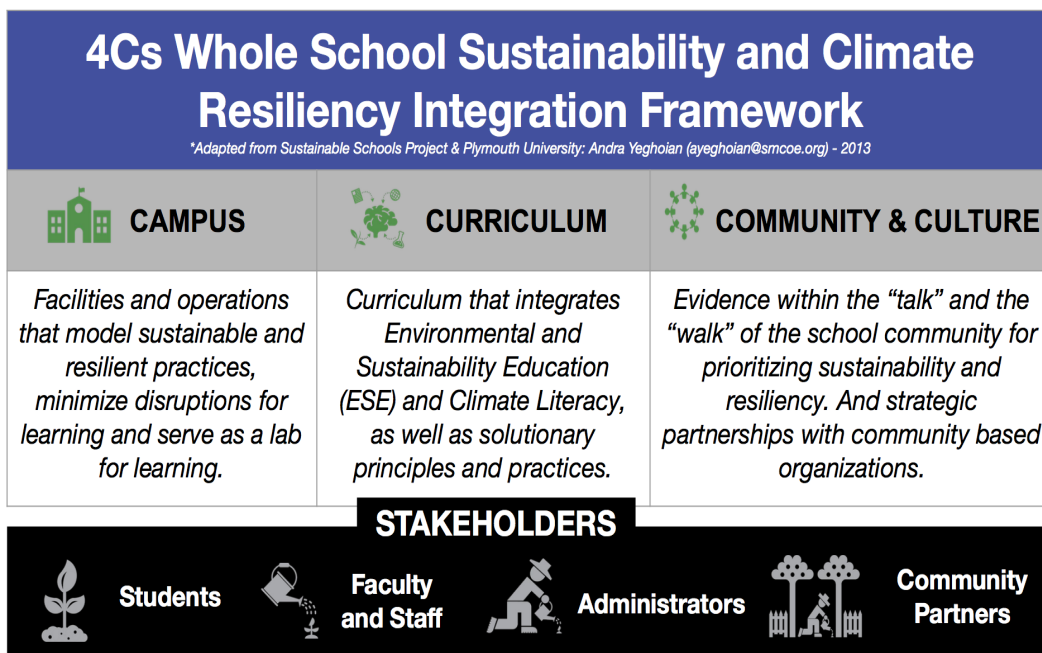 4Cs Whole School Sustainability and Climate
Resiliency Integration Framework
*Adapted from Sustainable Schools Project & Plymouth University: Andra Yeghoian (ayeghoian@smcoe.org) - 2013
CAMPUS
Facilities and operations
that model sustainable and
resilient practices,
minimize disruptions for
learning and serve as a lab
for learning.
CURRICULUM
Curriculum that integrates
Environmental and
Sustainability Education
(ESE) and Climate Literacy,
as well as solutionary
principles and practices.
COMMUNITY & CULTURE
Evidence within the “talk” and the
“walk” of the school community for
prioritizing sustainability and
resiliency. And strategic
partnerships with community based
organizations.
STAKEHOLDERS
Students
Faculty
and Staff
Administrators
Community
Partners